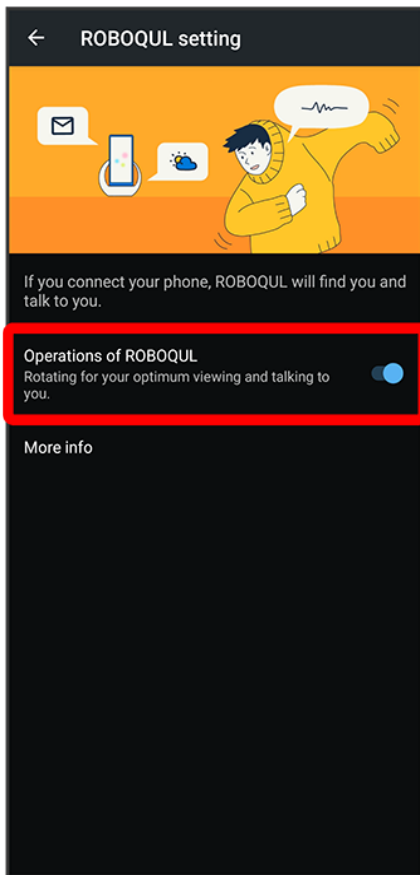 ROBOQUL setting
If you connect your phone, ROBOQUL will find you and
talk to you.
Operations of ROBOQUL
Rotating for your optimum viewing and talking to
you.
More info